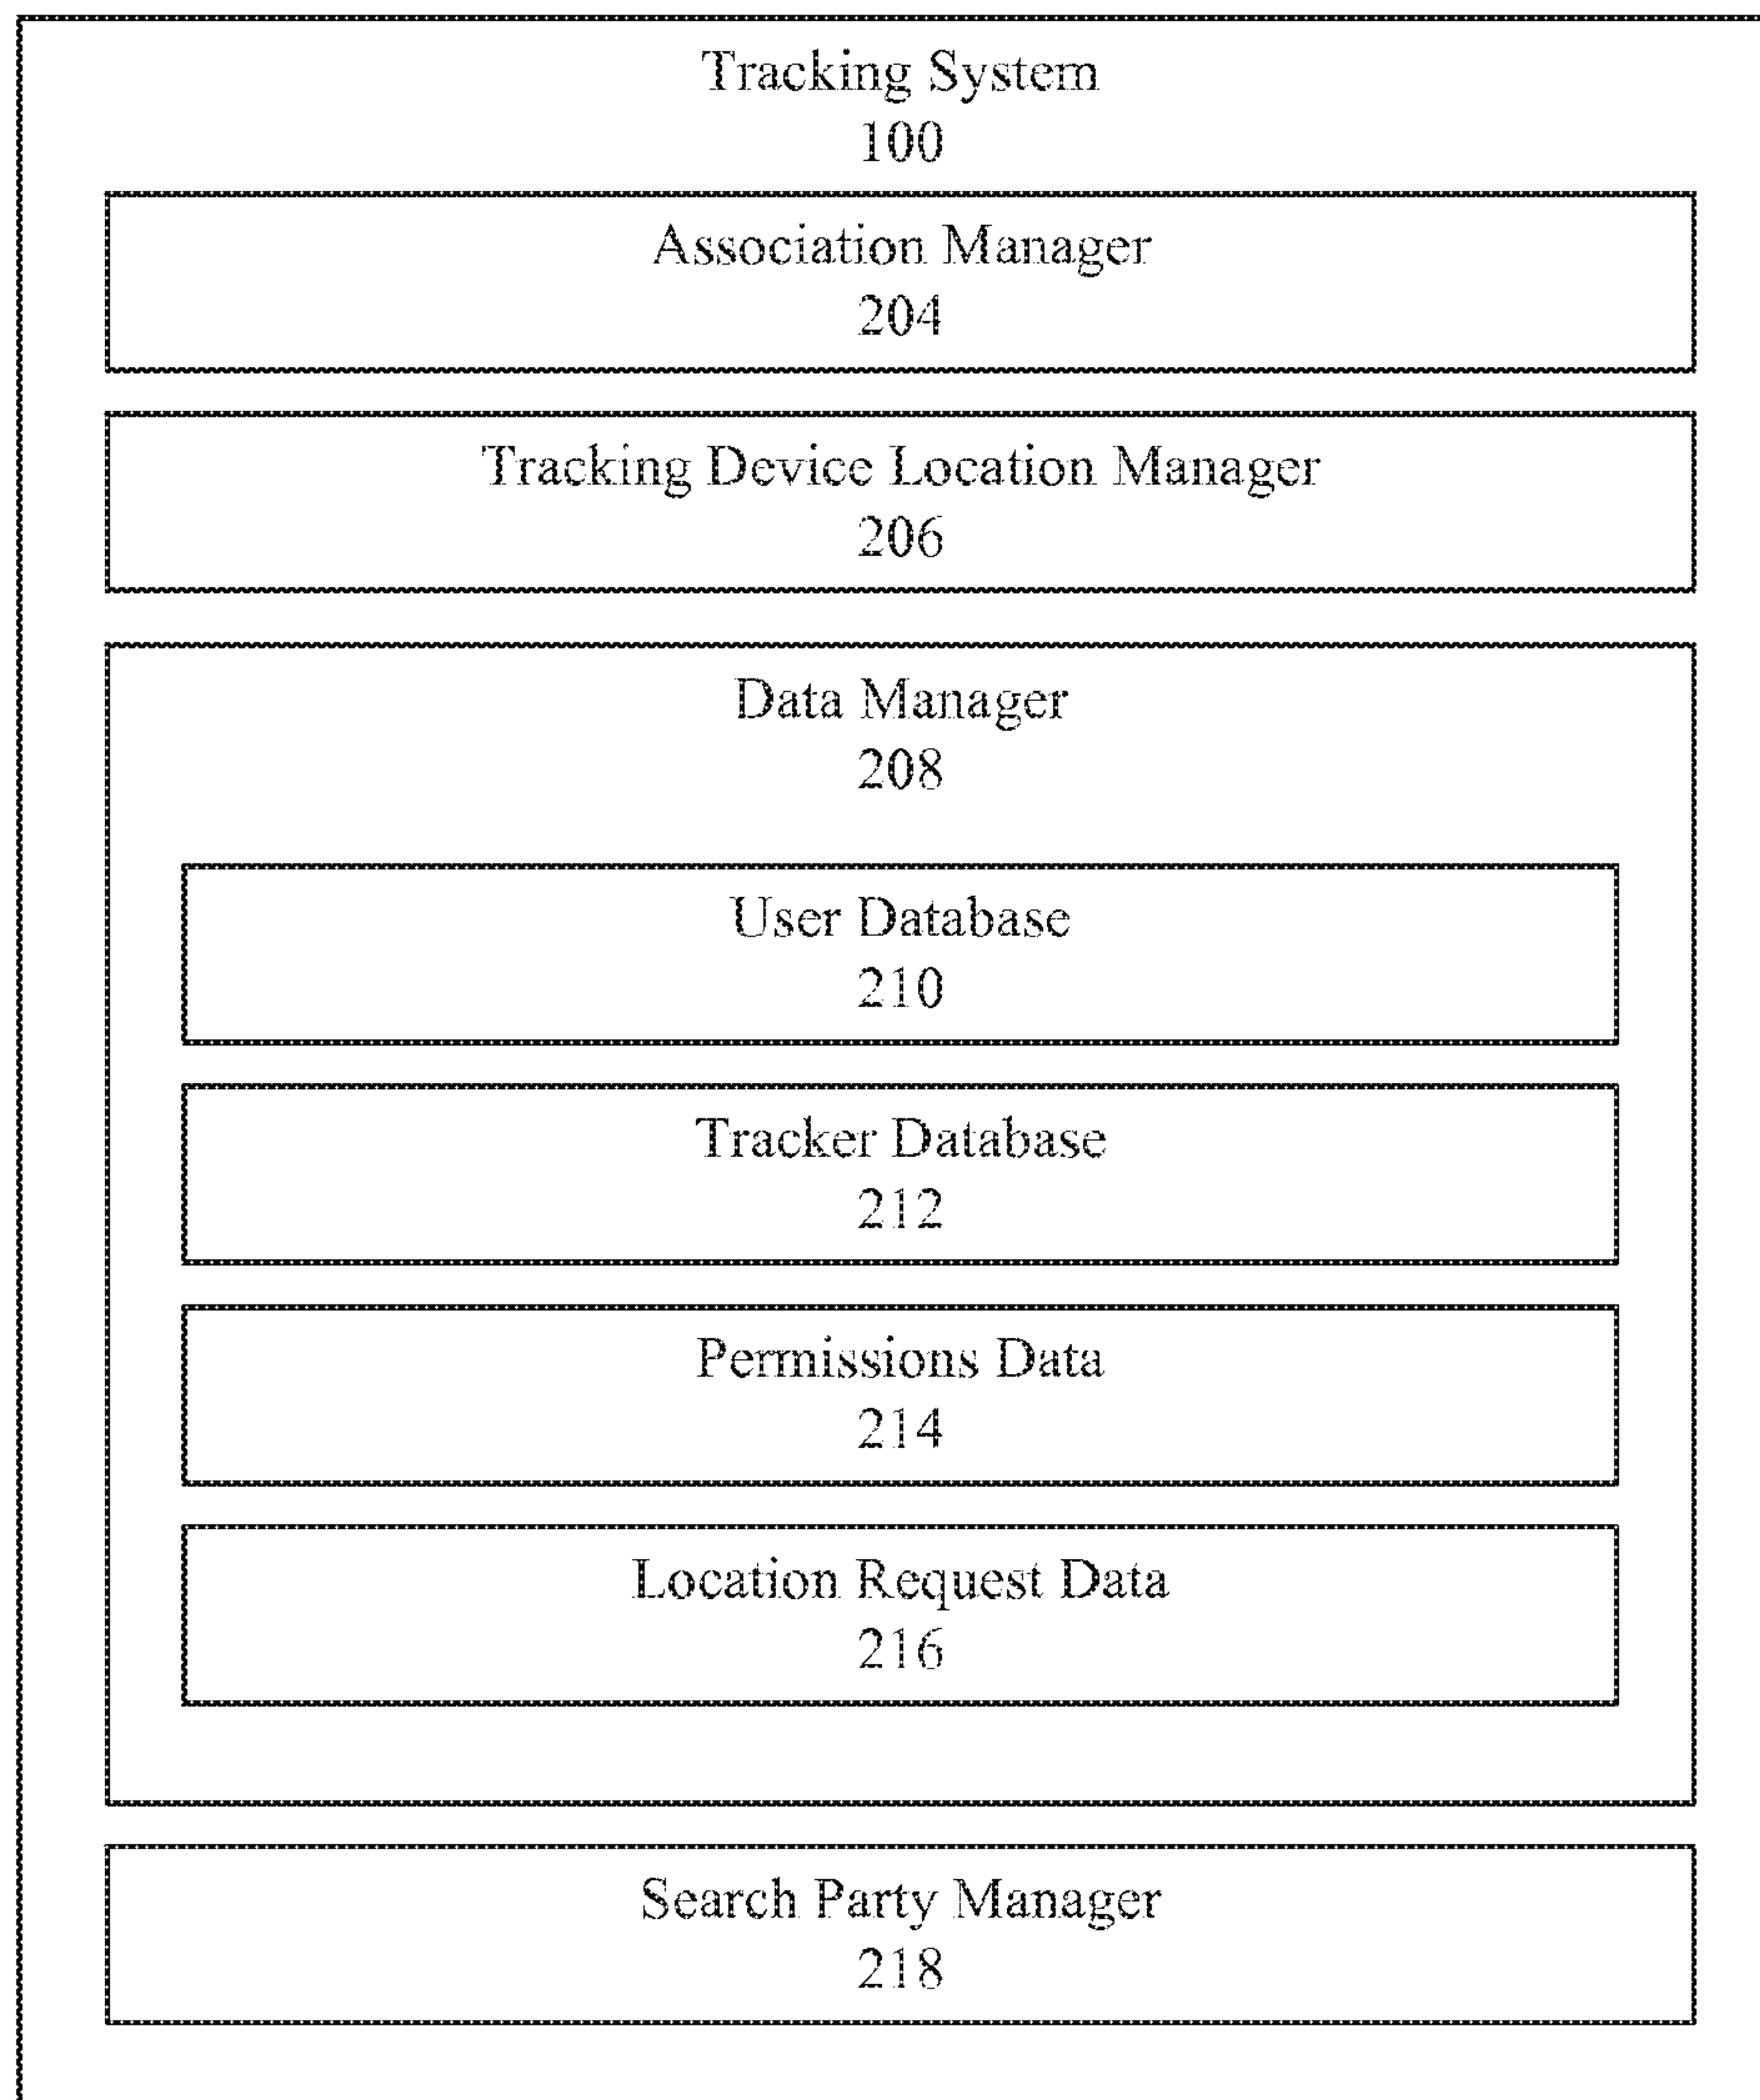 Tracking System
100
Association Manager
204
Tracking Device Location Manager
206
Data Manager
208
User Database
210
Tracker Database
212
Permissions Data
214
Location Request Data
216
Search Party Manager
218